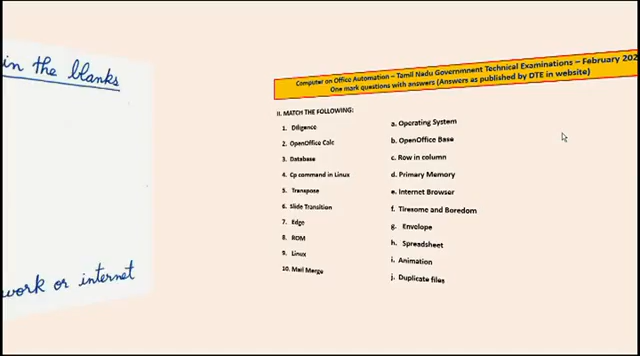 in the blanks
work or internet
Computer on Office Automation – Tamil Nadu Governmnent Technical Examinations – February 202
One mark questions with answers (Answers as published by DTE in website)
II. MATCH THE FOLLOWING:
1. Diligence
a. Operating System
2. OpenOffice Calc
b. OpenOffice Base
3. Database
c. Row in column
4. Cp command in Linux
d. Primary Memory
5. Transpose
e. Internet Browser
6. Slide Transition
f. Tiresome and Boredom
7. Edge
g. Envelope
8. ROM
h. Spreadsheet
9. Linux
i. Animation
10. Mail Merge
j. Duplicate files